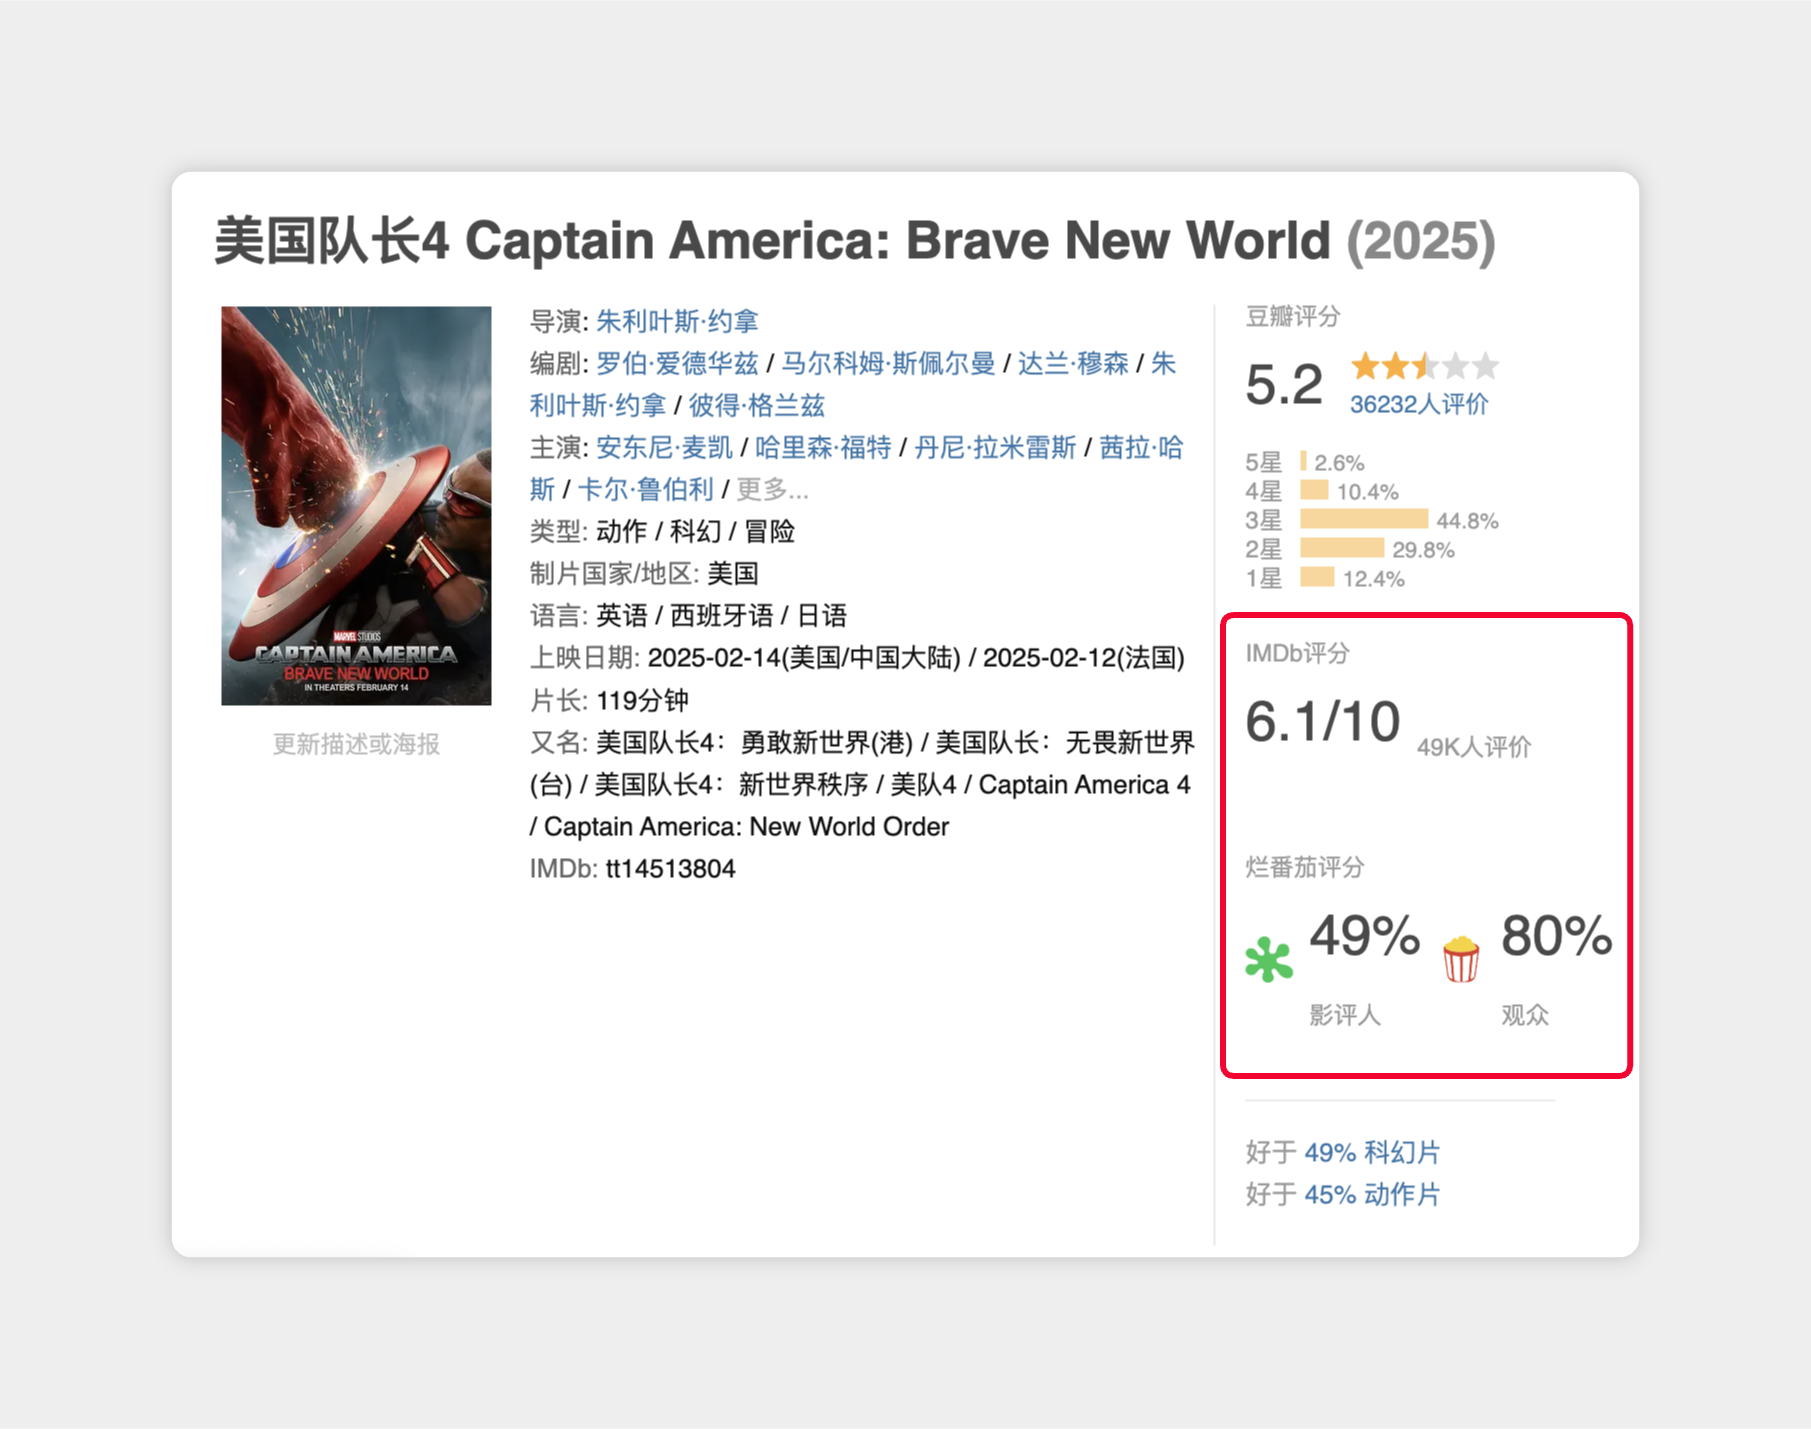 美国队长4 Captain America: Brave New World (2025)
MARVEL STUDIOS
CAPTAIN AMERICA
BRAVE NEW WORLD
IN THEATERS FEBRUARY 14
更新描述或海报
导演: 朱利叶斯·约拿
编剧: 罗伯·爱德华兹 / 马尔科姆·斯佩尔曼 / 达兰·穆森 / 朱
利叶斯·约拿 / 彼得·格兰兹
主演: 安东尼·麦凯 / 哈里森·福特 / 丹尼·拉米雷斯 / 茜拉·哈
斯 / 卡尔·鲁伯利 / 更多...
类型: 动作 / 科幻 / 冒险
制片国家/地区: 美国
语言: 英语 / 西班牙语 / 日语
上映日期: 2025-02-14(美国/中国大陆) / 2025-02-12(法国)
片长: 119分钟
又名: 美国队长4：勇敢新世界(港) / 美国队长：无畏新世界
(台) / 美国队长4：新世界秩序 / 美队4 / Captain America 4
/ Captain America: New World Order
IMDb: tt14513804
豆瓣评分
5.2
36232人评价
5星 2.6%
4星 10.4%
3星 44.8%
2星 29.8%
1星 12.4%
IMDb评分
6.1/10 49K人评价
烂番茄评分
49% 80%
影评人 观众
好于 49% 科幻片
好于 45% 动作片